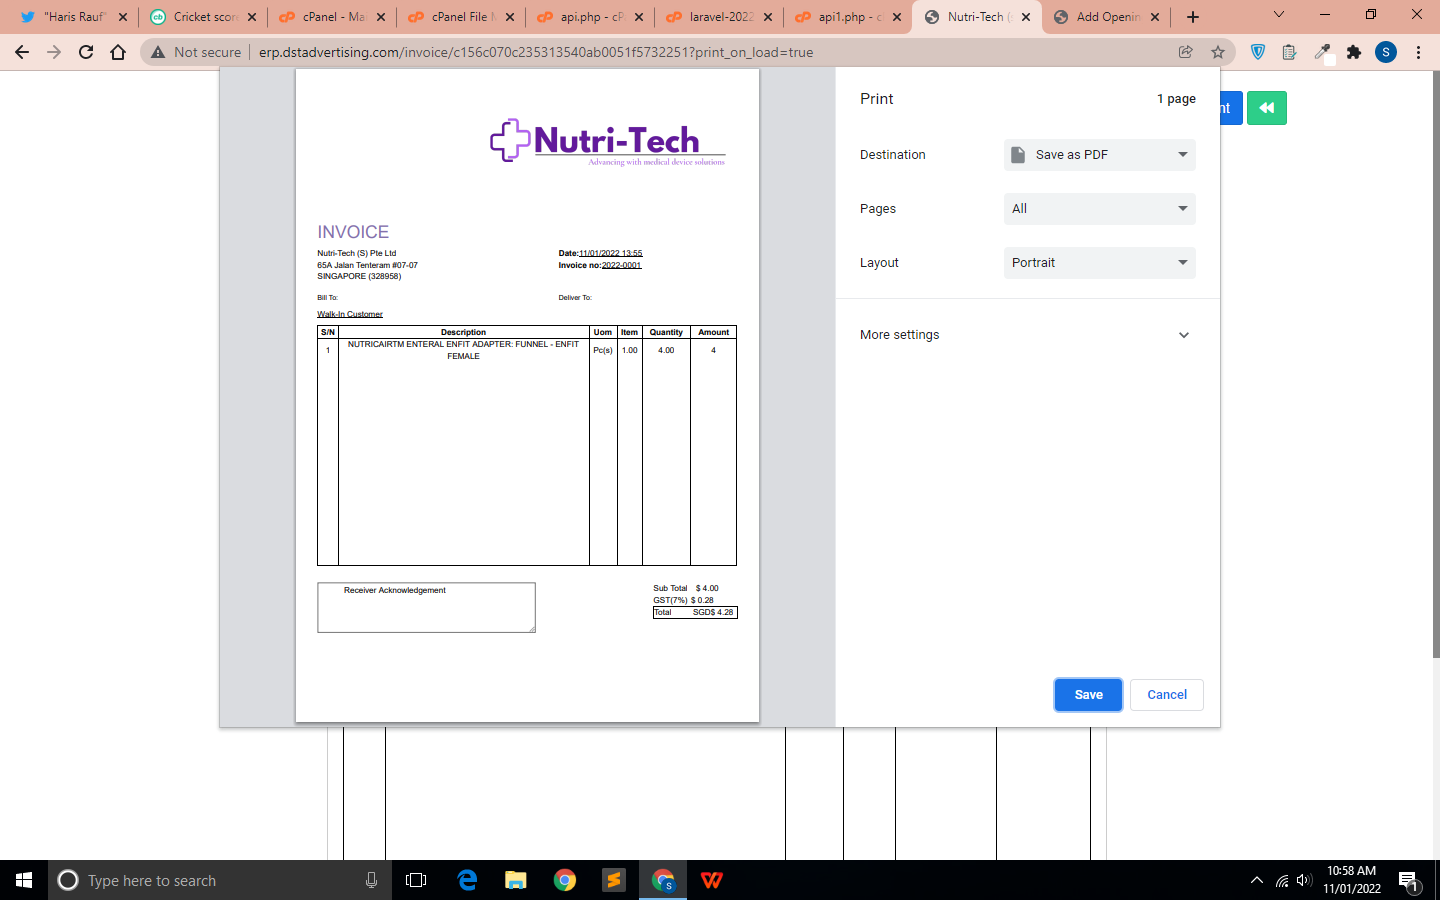 "Haris Rauf"
Cricket scor
cPanel - Ma
cPanel File M
api.php - cP
laravel-2022
api1.php - c
Nutri-Tech (
Add Openin
Not secure
erp.dstadvertising.com/invoice/c156c070c235313540ab0051f5732251?print_on_load=true
S
nt
Nutri-Tech
Advancing with medical device solutions
INVOICE
Nutri-Tech (S) Pte Ltd
65A Jalan Tenteram #07-07
SINGAPORE (328958)
Date:11/01/2022 13:55
Invoice no:2022-0001
Bill To:
Deliver To:
Walk-In Customer
S/N Description Uom Item Quantity Amount
1 NUTRICAIRTM ENTERAL ENFIT ADAPTER: FUNNEL - ENFIT FEMALE Pc(s) 1.00 4.00 4
Receiver Acknowledgement
Sub Total $ 4.00
GST(7%) $ 0.28
Total SGD$ 4.28
Print
1 page
Destination
Save as PDF
Pages
All
Layout
Portrait
More settings
Save
Cancel
Type here to search
10:58 AM
11/01/2022
1